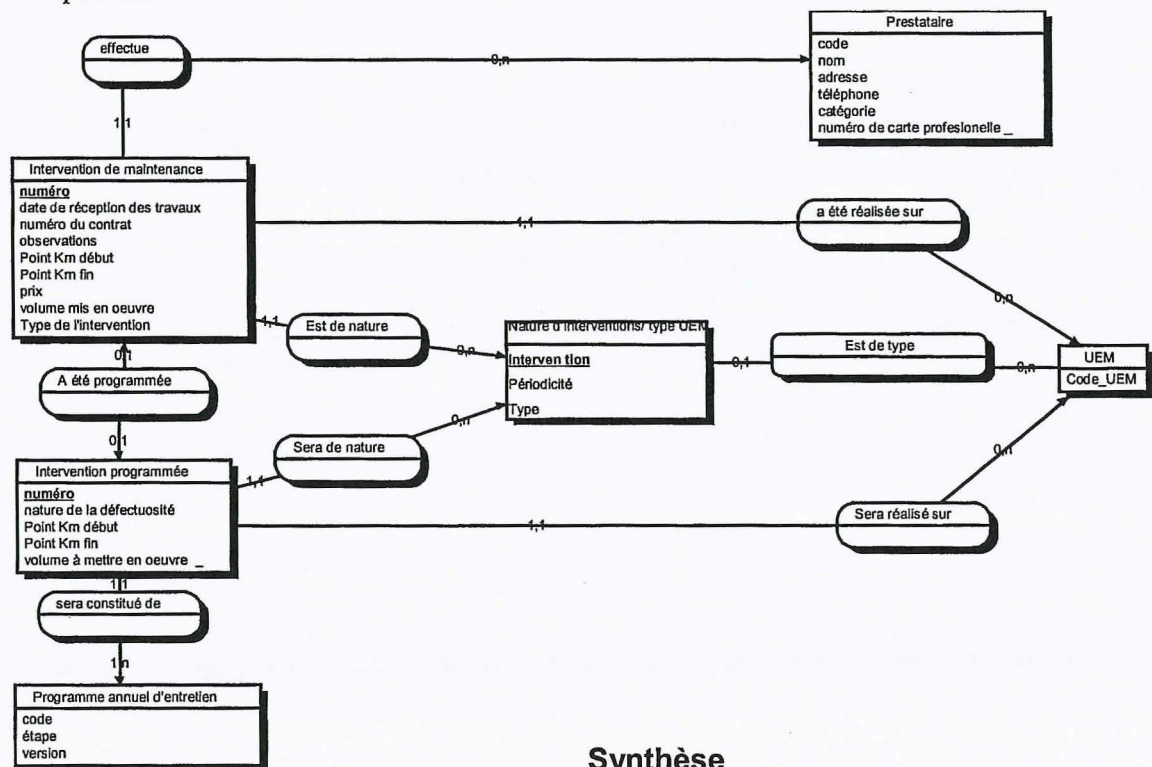 effectue
0,n
Prestataire
code
nom
adresse
téléphone
catégorie
numéro de carte profesionelle _
1,1
Intervention de maintenance
numéro
date de réception des travaux
numéro du contrat
observations
Point Km début
Point Km fin
prix
volume mis en oeuvre
Type de l'intervention
1,1
a été réalisée sur
0,n
1,1
Est de nature
0,n
Nature d'interventions/ type UEM
Interven tion
Périodicité
Type
0,1
Est de type
0,n
UEM
Code_UEM
0,1
A été programmée
0,1
0,n
Sera de nature
1,1
Intervention programmée
numéro
nature de la défectuosité
Point Km début
Point Km fin
volume à mettre en oeuvre _
1,1
Sera réalisé sur
0,n
1,1
sera constitué de
1,n
Programme annuel d'entretien
code
étape
version
Synthèse